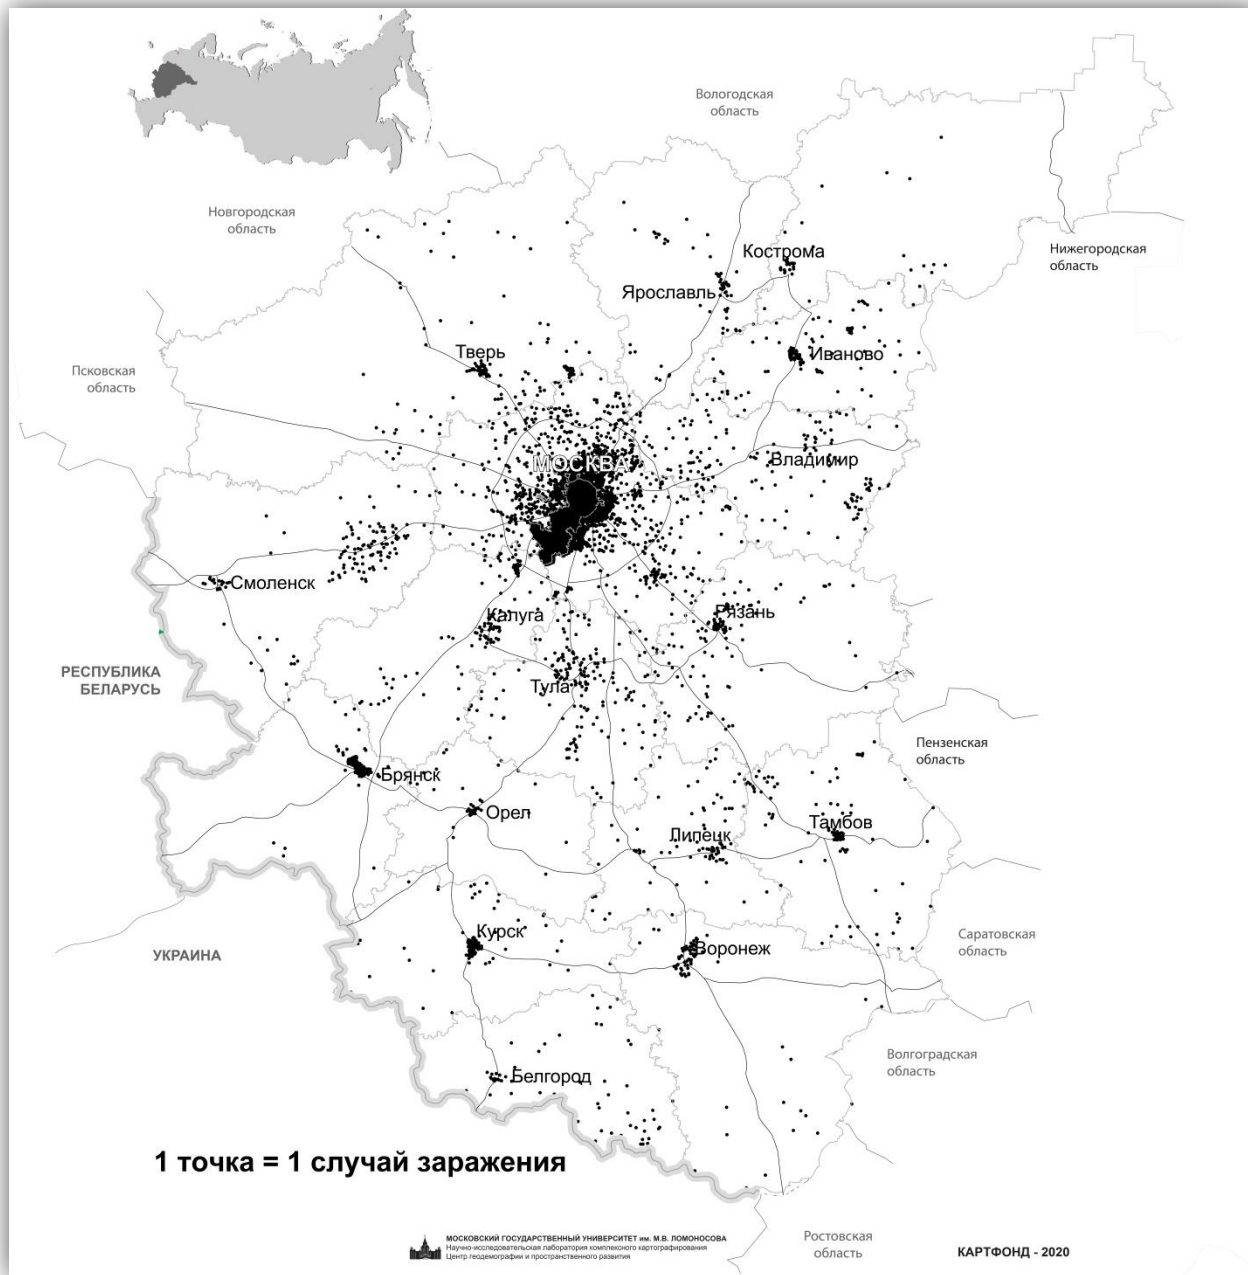 Вологодская
область
Новгородская
область
Кострома
Нижегородская
область
Ярославль
Тверь
Иваново
Псковская
область
МОСКВА
Владимир
Смоленск
Калуга
Рязань
РЕСПУБЛИКА
БЕЛАРУСЬ
Тула
Пензенская
область
Брянск
Орел
Липецк
Тамбов
Курск
Воронеж
Саратовская
область
УКРАИНА
Волгоградская
область
Белгород
1 точка = 1 случай заражения
МОСКОВСКИЙ ГОСУДАРСТВЕННЫЙ УНИВЕРСИТЕТ им. М.В. ЛОМОНОСОВА
Научно-исследовательская лаборатория комплексного картографирования
Центр геодемографии и пространственного развития
Ростовская
область
КАРТФОНД - 2020